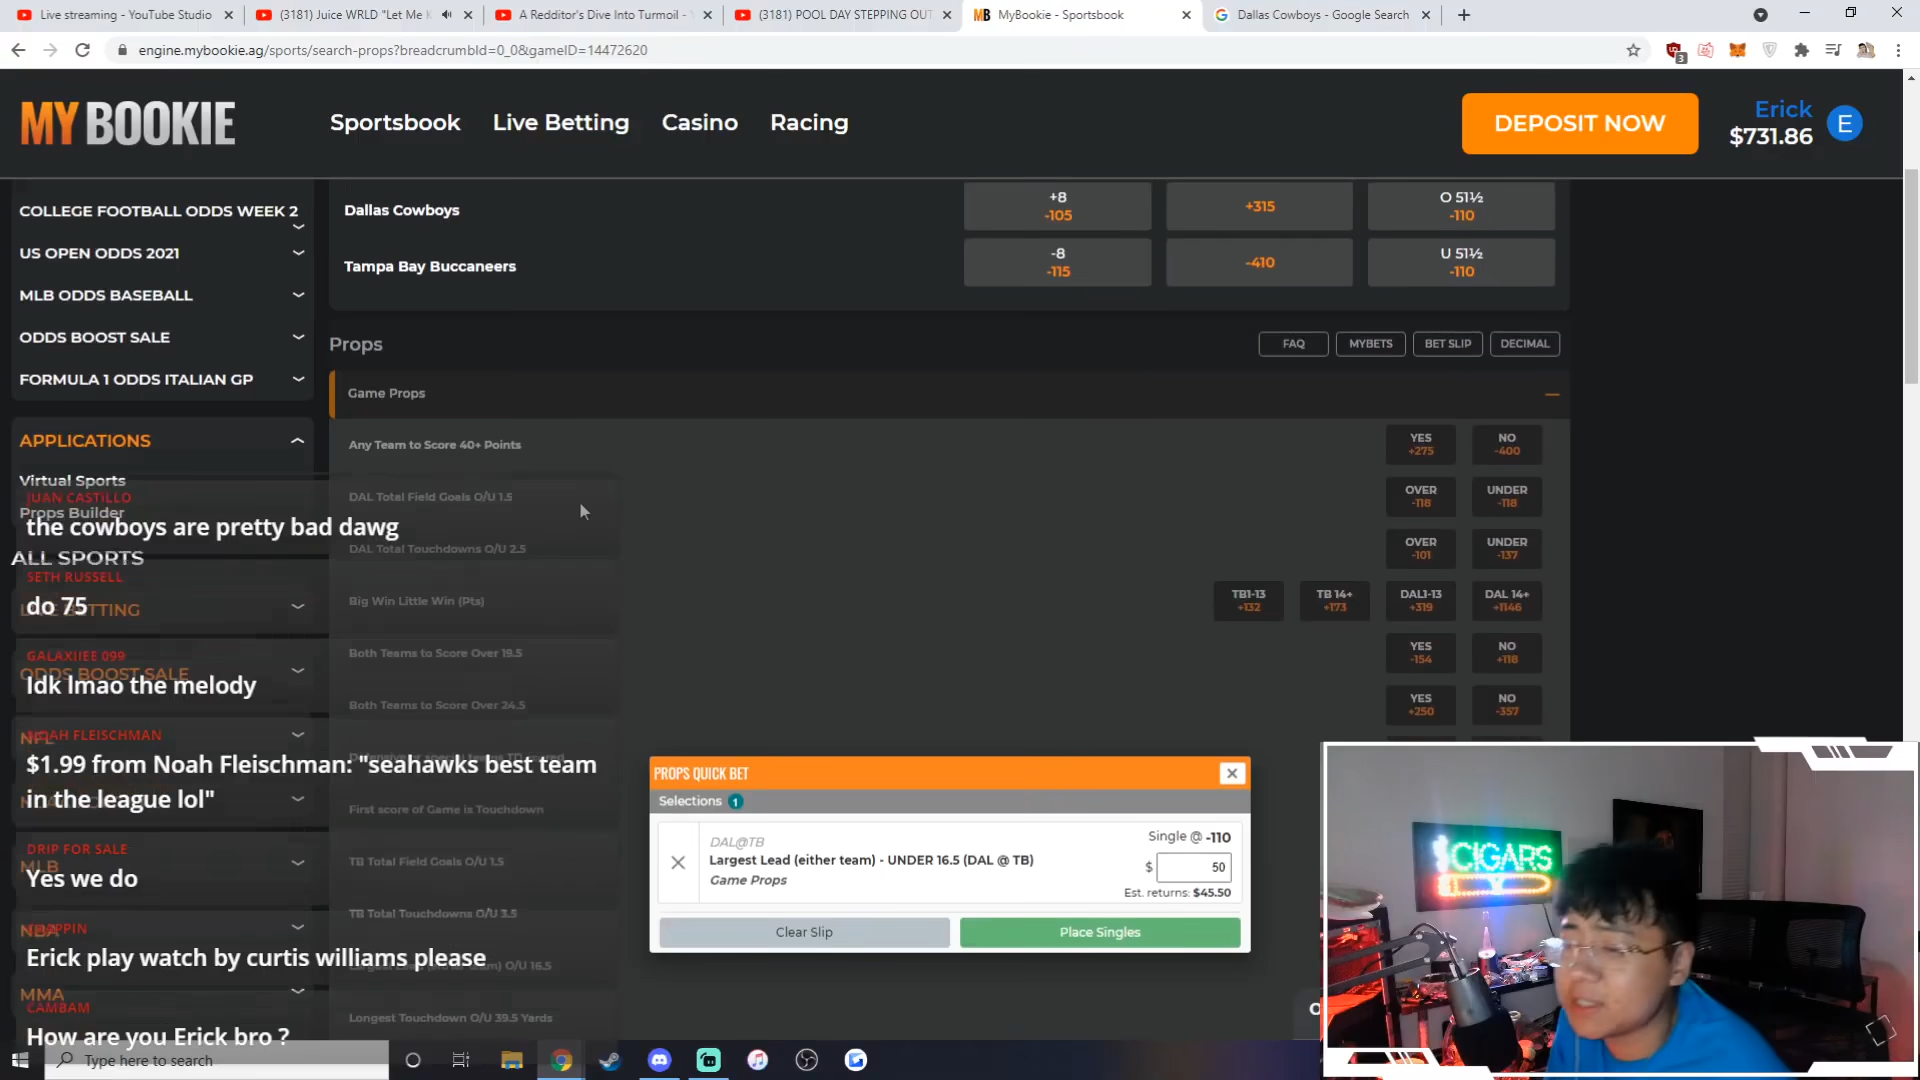 Live streaming - YouTube Studio
(3181) Juice WRLD "Let Me K
A Redditor's Dive Into Turmoil - Y
(3181) POOL DAY STEPPING OUT
MB MyBookie - Sportsbook
Dallas Cowboys - Google Search
engine.mybookie.ag/sports/search-props?breadcrumbId=0_0&gameID=14472620
3
MYBOOKIE
Sportsbook
Live Betting
Casino
Racing
DEPOSIT NOW
Erick
$731.86
E
COLLEGE FOOTBALL ODDS WEEK 2
US OPEN ODDS 2021
MLB ODDS BASEBALL
ODDS BOOST SALE
FORMULA 1 ODDS ITALIAN GP
APPLICATIONS
Virtual Sports
Props Builder
ALL SPORTS
LIVE BETTING
ODDS BOOST SALE
NFL
MLB
NBA
MMA
JUAN CASTILLO
the cowboys are pretty bad dawg
SETH RUSSELL
do 75
GALAXIIEE 099
Idk lmao the melody
NOAH FLEISCHMAN
$1.99 from Noah Fleischman: "seahawks best team
in the league lol"
DRIP FOR SALE
Yes we do
Erick play watch by curtis williams please
CAMBAM
How are you Erick bro ?
Dallas Cowboys
+8
-105
+315
O 51½
-110
Tampa Bay Buccaneers
-8
-115
-410
U 51½
-110
Props
FAQ
MYBETS
BET SLIP
DECIMAL
Game Props
Any Team to Score 40+ Points
YES
+275
NO
-400
DAL Total Field Goals O/U 1.5
OVER
-118
UNDER
-118
DAL Total Touchdowns O/U 2.5
OVER
-101
UNDER
-137
Big Win Little Win (Pts)
TB1-13
+132
TB 14+
+173
DAL1-13
+319
DAL 14+
+1146
Both Teams to Score Over 19.5
YES
-154
NO
+118
Both Teams to Score Over 24.5
YES
+250
NO
-357
First score of Game is Touchdown
TB Total Field Goals O/U 1.5
TB Total Touchdowns O/U 3.5
O/U 16.5
Longest Touchdown O/U 39.5 Yards
PROPS QUICK BET
Selections 1
DAL@TB
Single @ -110
Largest Lead (either team) - UNDER 16.5 (DAL @ TB)
$ 50
Game Props
Est. returns: $45.50
Clear Slip
Place Singles
CIGARS
Type here to search